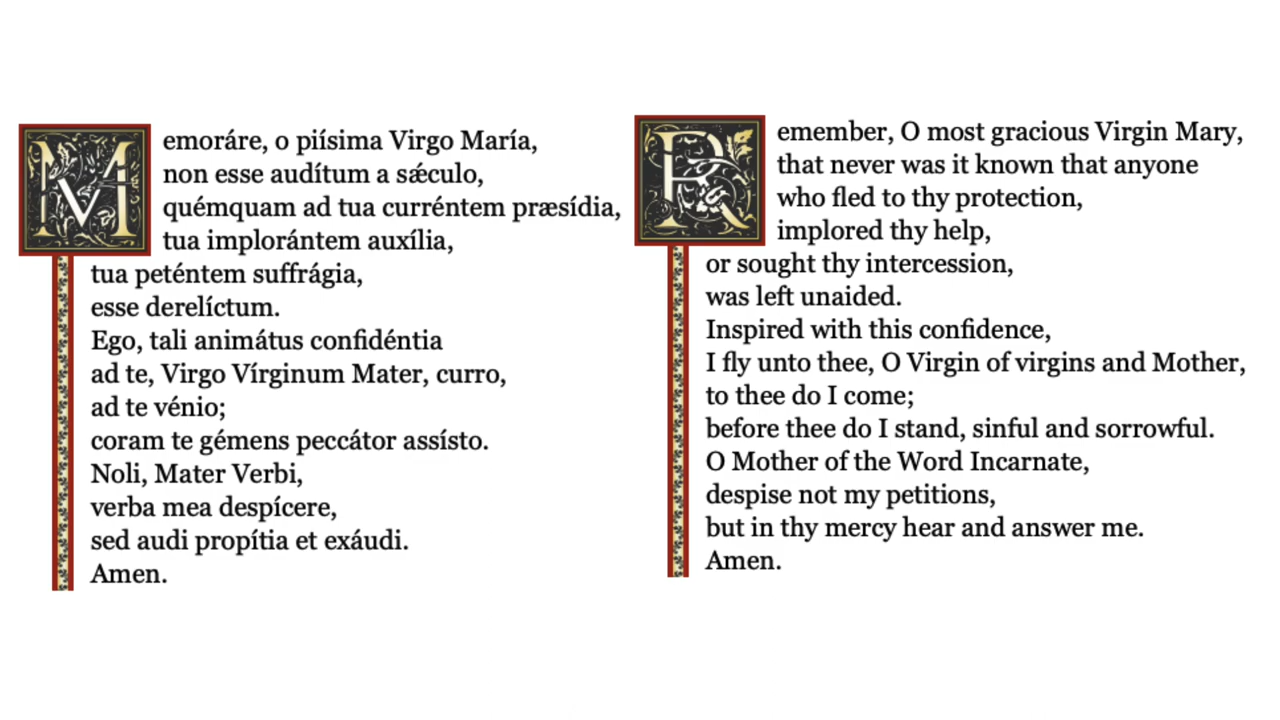 Memoráre, o piísima Virgo María,
non esse audítum a sǽculo,
quémquam ad tua curréntem præsídia,
tua implorántem auxília,
tua peténtem suffrágia,
esse derelíctum.
Ego, tali animátus confidéntia
ad te, Virgo Vírginum Mater, curro,
ad te vénio;
coram te gémens peccátor assísto.
Noli, Mater Verbi,
verba mea despícere,
sed audi propítia et exáudi.
Amen.
Remember, O most gracious Virgin Mary,
that never was it known that anyone
who fled to thy protection,
implored thy help,
or sought thy intercession,
was left unaided.
Inspired with this confidence,
I fly unto thee, O Virgin of virgins and Mother,
to thee do I come;
before thee do I stand, sinful and sorrowful.
O Mother of the Word Incarnate,
despise not my petitions,
but in thy mercy hear and answer me.
Amen.